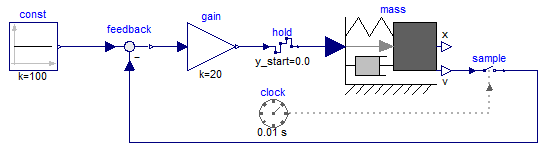 const
k=100
feedback
−
gain
k=20
hold
y_start=0.0
mass
x
v
sample
clock
0.01 s